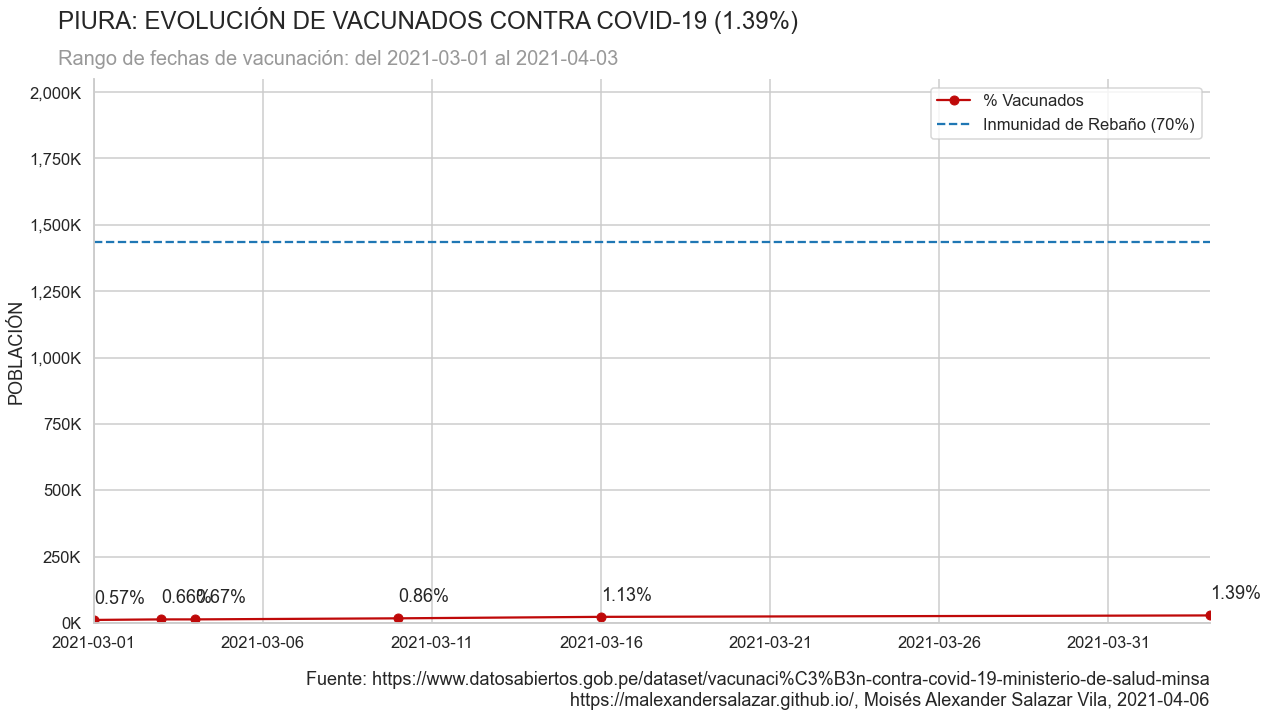 PIURA: EVOLUCIÓN DE VACUNADOS CONTRA COVID-19 (1.39%)
Rango de fechas de vacunación: del 2021-03-01 al 2021-04-03
% Vacunados
Inmunidad de Rebaño (70%)
POBLACIÓN
2,000K
1,750K
1,500K
1,250K
1,000K
750K
500K
250K
0K
0.57%
0.66%
0.67%
0.86%
1.13%
1.39%
2021-03-01
2021-03-06
2021-03-11
2021-03-16
2021-03-21
2021-03-26
2021-03-31
Fuente: https://www.datosabiertos.gob.pe/dataset/vacunaci%C3%B3n-contra-covid-19-ministerio-de-salud-minsa
https://malexandersalazar.github.io/, Moisés Alexander Salazar Vila, 2021-04-06